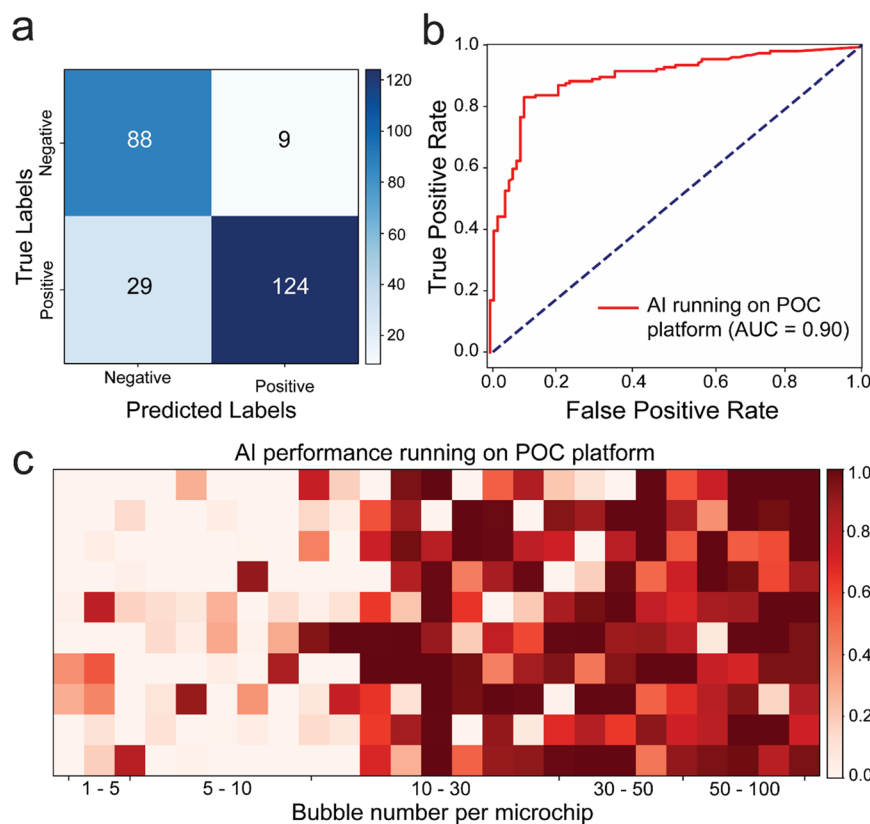 a
88
9
29
124
Negative
Positive
True Labels
Negative
Positive
Predicted Labels
120
100
80
60
40
20
b
1.0
0.8
0.6
0.4
0.2
0.0
True Positive Rate
AI running on POC
platform (AUC = 0.90)
0.0 0.2 0.4 0.6 0.8 1.0
False Positive Rate
c
AI performance running on POC platform
1.0
0.8
0.6
0.4
0.2
0.0
1 - 5 5 - 10 10 - 30 30 - 50 50 - 100
Bubble number per microchip